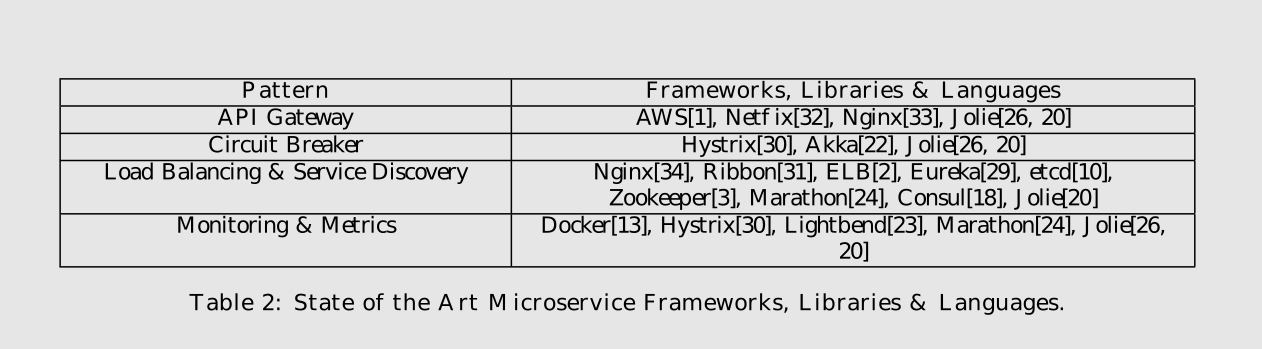 Pattern Frameworks, Libraries & Languages
API Gateway AWS[1], Netf ix[32], Nginx[33], Jolie[26, 20]
Circuit Breaker Hystrix[30], Akka[22], Jolie[26, 20]
Load Balancing & Service Discovery Nginx[34], Ribbon[31], ELB[2], Eureka[29], etcd[10],
Zookeeper[3], Marathon[24], Consul[18], Jolie[20]
Monitoring & Metrics Docker[13], Hystrix[30], Lightbend[23], Marathon[24], Jolie[26,
20]
Table 2: State of the Art Microservice Frameworks, Libraries & Languages.